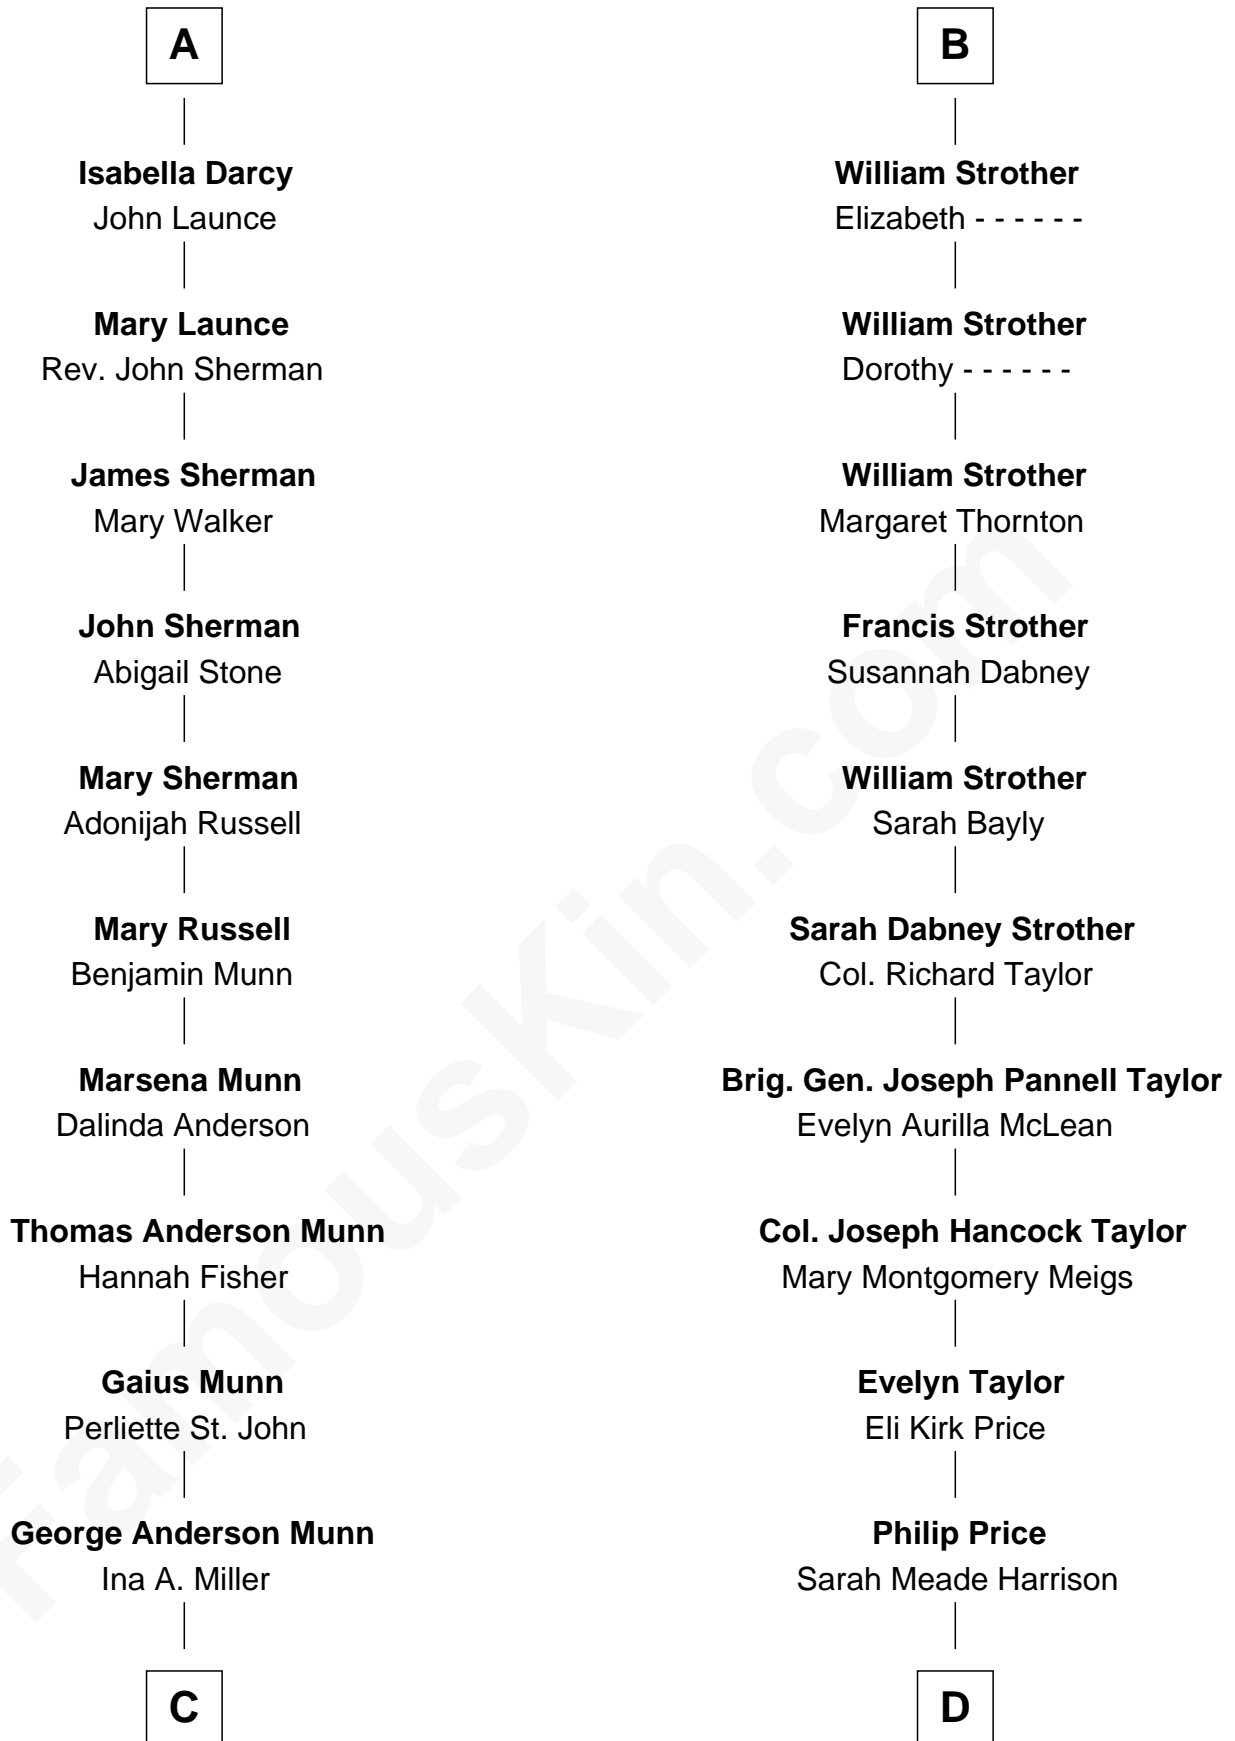 A
Isabella Darcy
John Launce
Mary Launce
Rev. John Sherman
James Sherman
Mary Walker
John Sherman
Abigail Stone
Mary Sherman
Adonijah Russell
Mary Russell
Benjamin Munn
Marsena Munn
Dalinda Anderson
Thomas Anderson Munn
Hannah Fisher
Gaius Munn
Perliette St. John
George Anderson Munn
Ina A. Miller
C
B
William Strother
Elizabeth - - - - - -
William Strother
Dorothy - - - - - -
William Strother
Margaret Thornton
Francis Strother
Susannah Dabney
William Strother
Sarah Bayly
Sarah Dabney Strother
Col. Richard Taylor
Brig. Gen. Joseph Pannell Taylor
Evelyn Aurilla McLean
Col. Joseph Hancock Taylor
Mary Montgomery Meigs
Evelyn Taylor
Eli Kirk Price
Philip Price
Sarah Meade Harrison
D
FamousKin.com